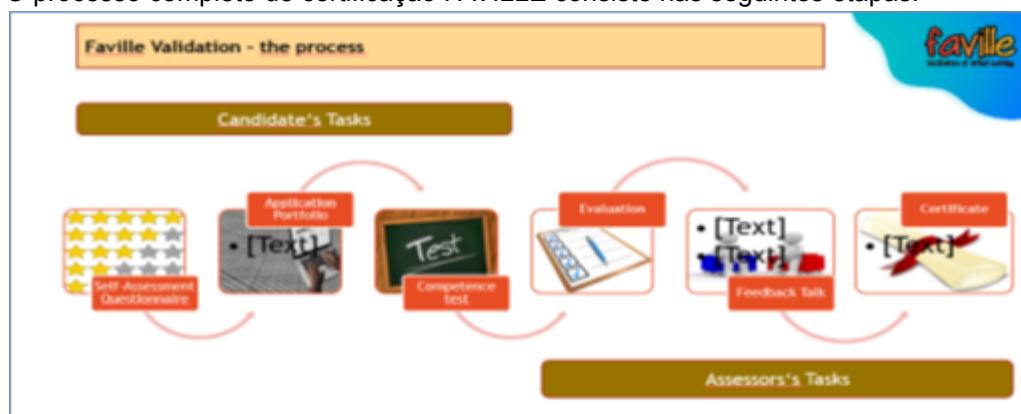 O processo completo de certificação FAVILLE consiste nas seguintes etapas:
Faville Validation - the process
faville
Candidate's Tasks
Application
Portfolio
Evaluation
Certificate
• [Text]
Test
• [Text]
• [Text]
• [Text]
Self-Assessment
Questionnaire
Competence
test
Feedback Talk
Assessors's Tasks